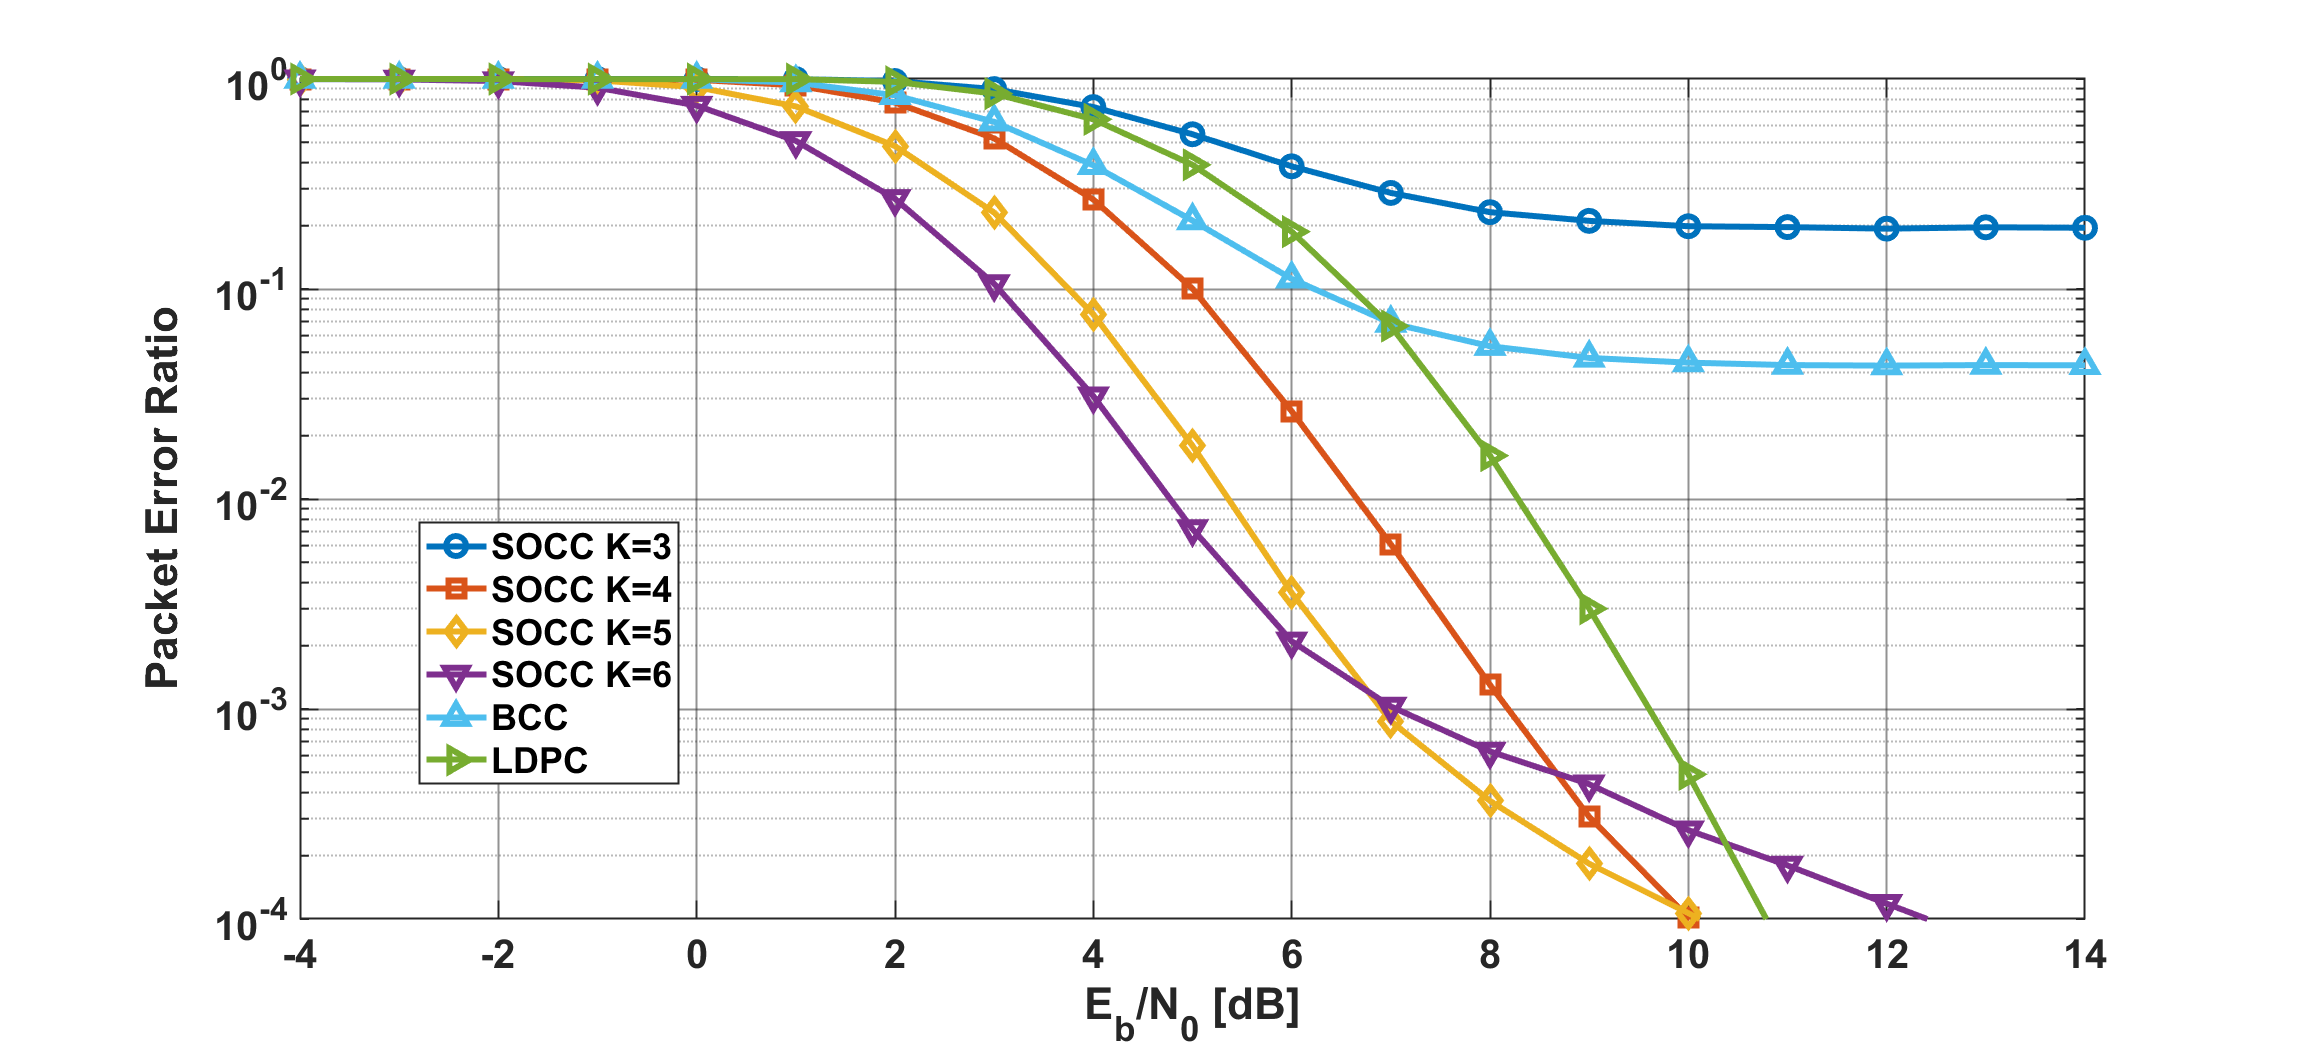 Packet Error Ratio
10^0
10^-1
10^-2
10^-3
10^-4
SOCC K=3
SOCC K=4
SOCC K=5
SOCC K=6
BCC
LDPC
-4 -2 0 2 4 6 8 10 12 14
E_b/N_0 [dB]